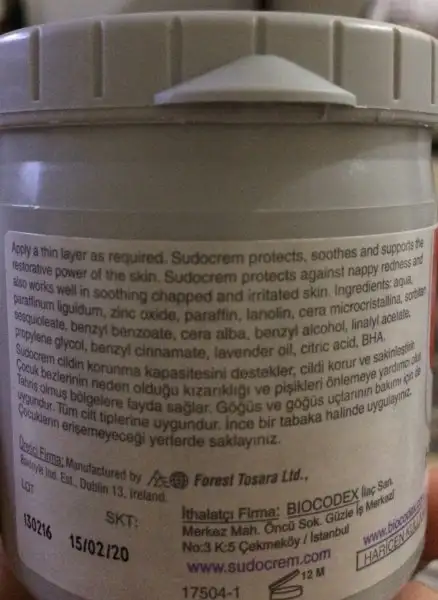 Apply a thin layer as required. Sudocrem protects, soothes and supports the
restorative power of the skin. Sudocrem protects against nappy redness and
also works well in soothing chapped and irritated skin. Ingredients: aqua,
paraffinum liguidum, zinc oxide, paraffin, lanolin, cera microcristallina, sorbitan
sesquioleate, benzyl benzoate, cera alba, benzyl alcohol, linalyl acetate,
propylene glycol, benzyl cinnamate, lavender oil, citric acid, BHA.
Sudocrem cildin korunma kapasitesini destekler, cildi korur ve sakinleştirir.
Çocuk bezlerinin neden olduğu kızarıklığı ve pişikleri önlemeye yardımcı olur.
Tahriş olmuş bölgelere fayda sağlar. Göğüs ve göğüs uçlarının bakımı için de
uygundur. Tüm cilt tiplerine uygundur. İnce bir tabaka halinde uygulayınız.
Çocukların erişemeyeceği yerlerde saklayınız.
Üretici Firma: Manufactured by Forest Tosara Ltd.,
Baldoyle Ind. Est., Dublin 13, Ireland.
LOT
130216
SKT:
15/02/20
İthalatçı Firma: BIOCODEX İlaç San.
Merkez Mah. Öncü Sok. Güzle İş Merkezi
No:3 K:5 Çekmeköy / İstanbul
www.sudocrem.com
www.biocodex.co
HARİCEN
17504-1
12 M